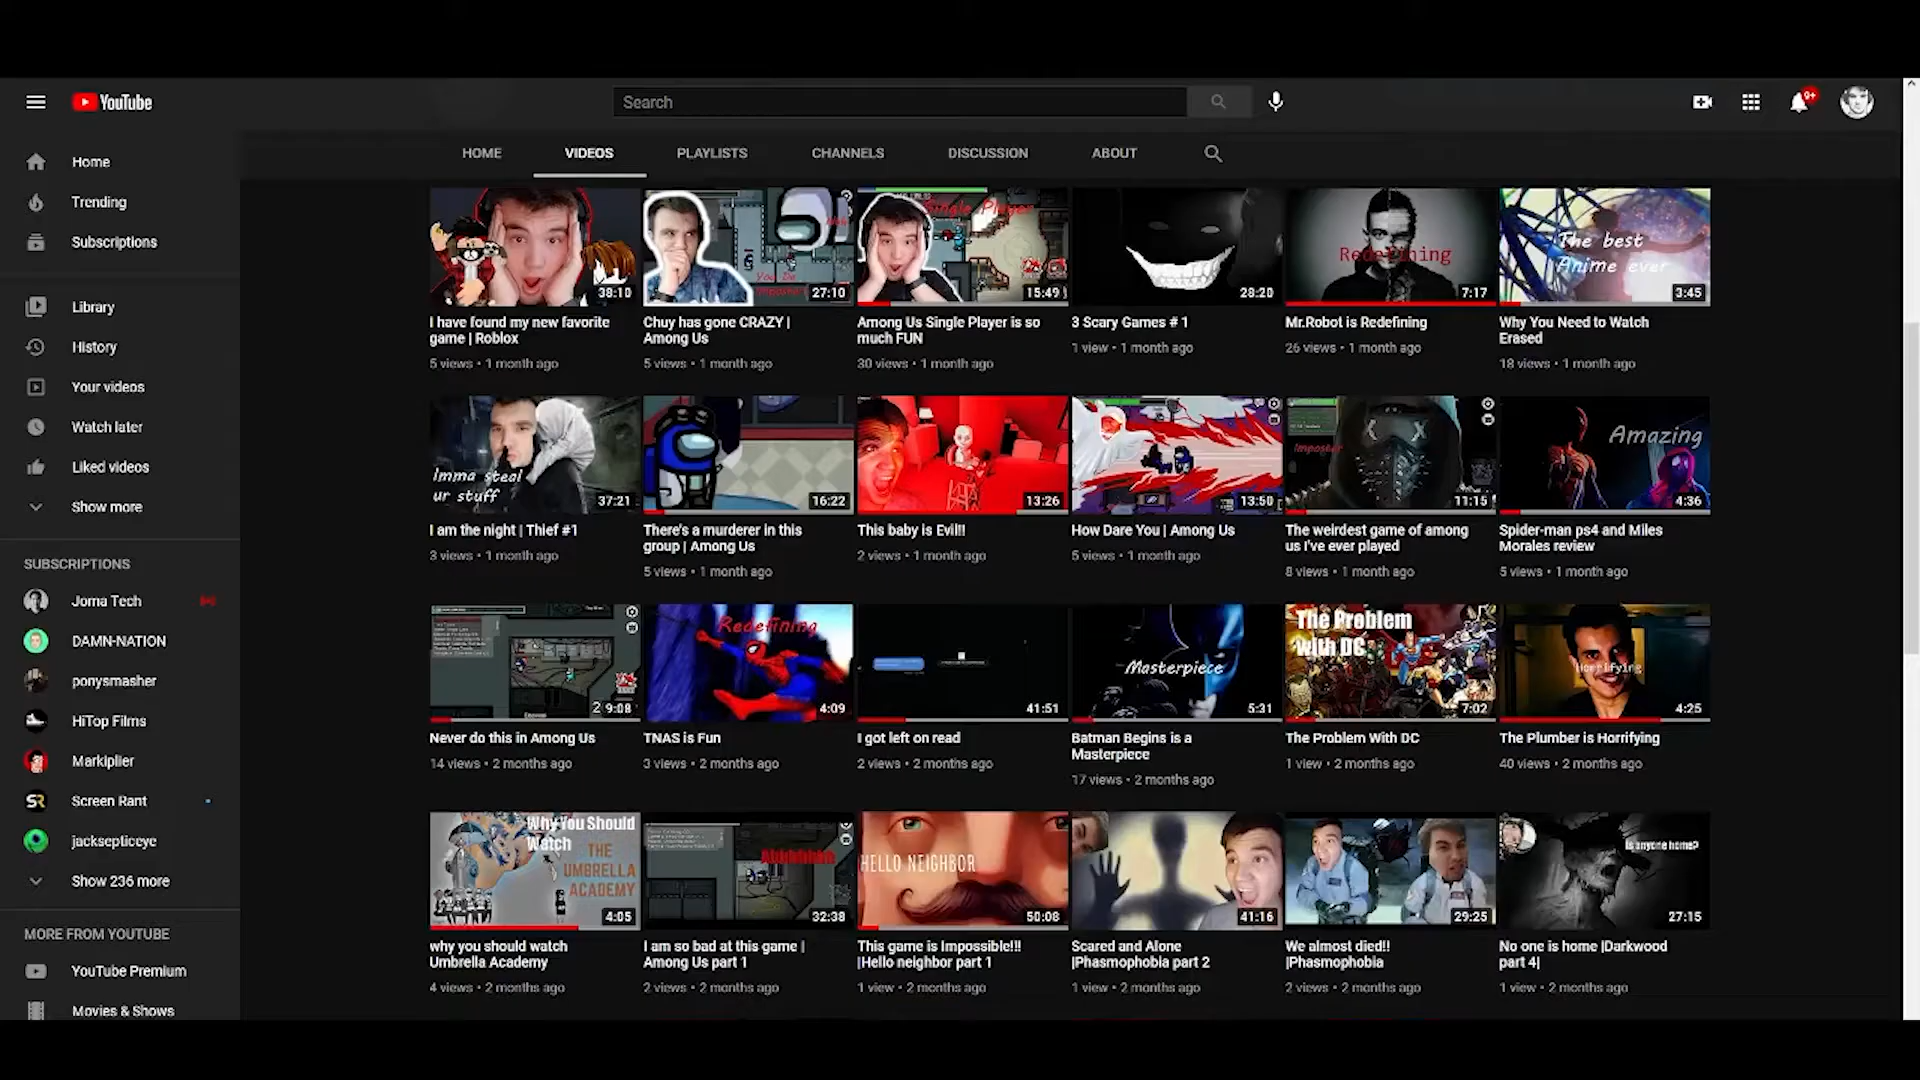 YouTube
Search
9+
HOME
VIDEOS
PLAYLISTS
CHANNELS
DISCUSSION
ABOUT
Home
Trending
Subscriptions
Library
History
Your videos
Watch later
Liked videos
Show more
SUBSCRIPTIONS
Joma Tech
DAMN-NATION
ponysmasher
HiTop Films
Markiplier
Screen Rant
jacksepticeye
Show 236 more
MORE FROM YOUTUBE
YouTube Premium
Movies & Shows
38:10
I have found my new favorite
game | Roblox
5 views • 1 month ago
27:10
Chuy has gone CRAZY |
Among Us
5 views • 1 month ago
Single Player
15:49
Among Us Single Player is so
much FUN
30 views • 1 month ago
28:20
3 Scary Games # 1
1 view • 1 month ago
Redefining
7:17
Mr.Robot is Redefining
26 views • 1 month ago
The best
Anime ever
3:45
Why You Need to Watch
Erased
18 views • 1 month ago
Imma steal
ur stuff
37:21
I am the night | Thief #1
3 views • 1 month ago
16:22
There's a murderer in this
group | Among Us
5 views • 1 month ago
13:26
This baby is Evil!!
2 views • 1 month ago
13:50
How Dare You | Among Us
5 views • 1 month ago
Imposter
11:15
The weirdest game of among
us I've ever played
8 views • 1 month ago
Amazing
4:36
Spider-man ps4 and Miles
Morales review
5 views • 1 month ago
2 9:08
Never do this in Among Us
14 views • 2 months ago
Redefining
4:09
TNAS is Fun
3 views • 2 months ago
41:51
I got left on read
2 views • 2 months ago
Masterpiece
5:31
Batman Begins is a
Masterpiece
17 views • 2 months ago
The Problem
with DC
7:02
The Problem With DC
1 view • 2 months ago
Horrifying
4:25
The Plumber is Horrifying
40 views • 2 months ago
Why You Should
Watch
THE
UMBRELLA
ACADEMY
4:05
why you should watch
Umbrella Academy
4 views • 2 months ago
32:38
I am so bad at this game |
Among Us part 1
2 views • 2 months ago
HELLO NEIGHBOR
50:08
This game is Impossible!!!
|Hello neighbor part 1
1 view • 2 months ago
41:16
Scared and Alone
|Phasmophobia part 2
1 view • 2 months ago
29:25
We almost died!!
|Phasmophobia
2 views • 2 months ago
Is anyone home?
27:15
No one is home |Darkwood
part 4|
1 view • 2 months ago